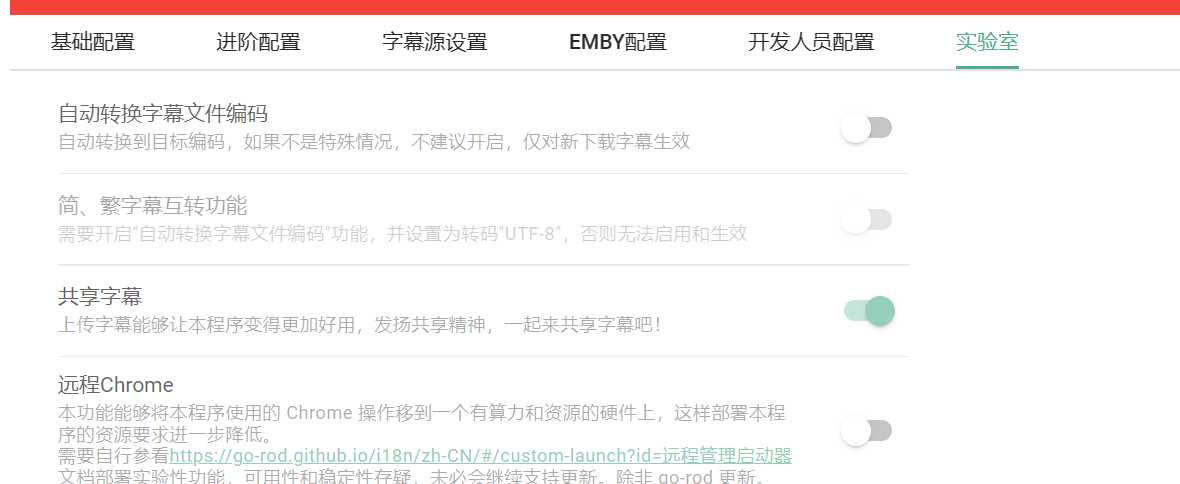 基础配置 进阶配置 字幕源设置 EMBY配置 开发人员配置 实验室
自动转换字幕文件编码
自动转换到目标编码，如果不是特殊情况，不建议开启，仅对新下载字幕生效
简、繁字幕互转功能
需要开启"自动转换字幕文件编码"功能，并设置为转码"UTF-8"，否则无法启用和生效
共享字幕
上传字幕能够让本程序变得更加好用，发扬共享精神，一起来共享字幕吧！
远程Chrome
本功能能够将本程序使用的 Chrome 操作移到一个有算力和资源的硬件上，这样部署本程
序的资源要求进一步降低。
需要自行参看https://go-rod.github.io/i18n/zh-CN/#/custom-launch?id=远程管理启动器
文档部署实验性功能，可用性和稳定性存疑，未必会继续支持更新。除非 go-rod 更新。